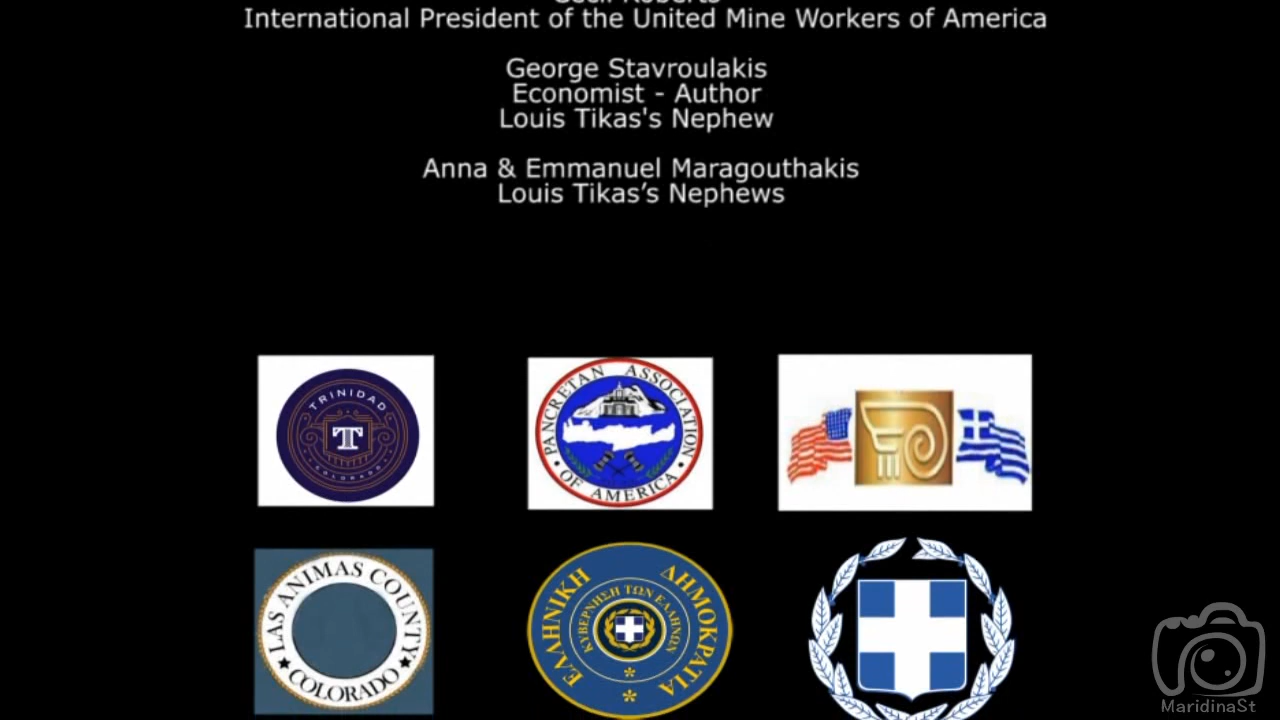 Cecil Roberts
International President of the United Mine Workers of America
George Stavroulakis
Economist - Author
Louis Tikas's Nephew
Anna & Emmanuel Maragouthakis
Louis Tikas’s Nephews
TRINIDAD
T
COLORADO
PANCRETAN ASSOCIATION
OF AMERICA
LAS ANIMAS COUNTY
COLORADO
ΕΛΛΗΝΙΚΗ ΔΗΜΟΚΡΑΤΙΑ
ΚΥΒΕΡΝΗΣΗ ΤΩΝ ΕΛΛΗΝΩΝ
MaridinaSt